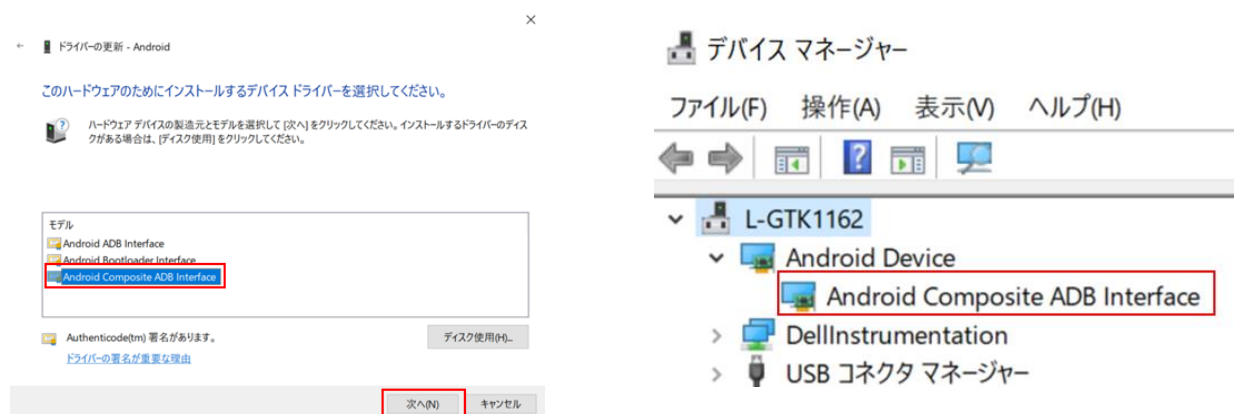 ドライバーの更新 - Android
このハードウェアのためにインストールするデバイス ドライバーを選択してください。
ハードウェア デバイスの製造元とモデルを選択して [次へ] をクリックしてください。インストールするドライバーのディス
クがある場合は、[ディスク使用] をクリックしてください。
モデル
Android ADB Interface
Android Bootloader Interface
Android Composite ADB Interface
Authenticode(tm) 署名があります。
ディスク使用(H)...
ドライバーの署名が重要な理由
次へ(N)
キャンセル
デバイス マネージャー
ファイル(F) 操作(A) 表示(V) ヘルプ(H)
L-GTK1162
Android Device
Android Composite ADB Interface
DellInstrumentation
USB コネクタ マネージャー